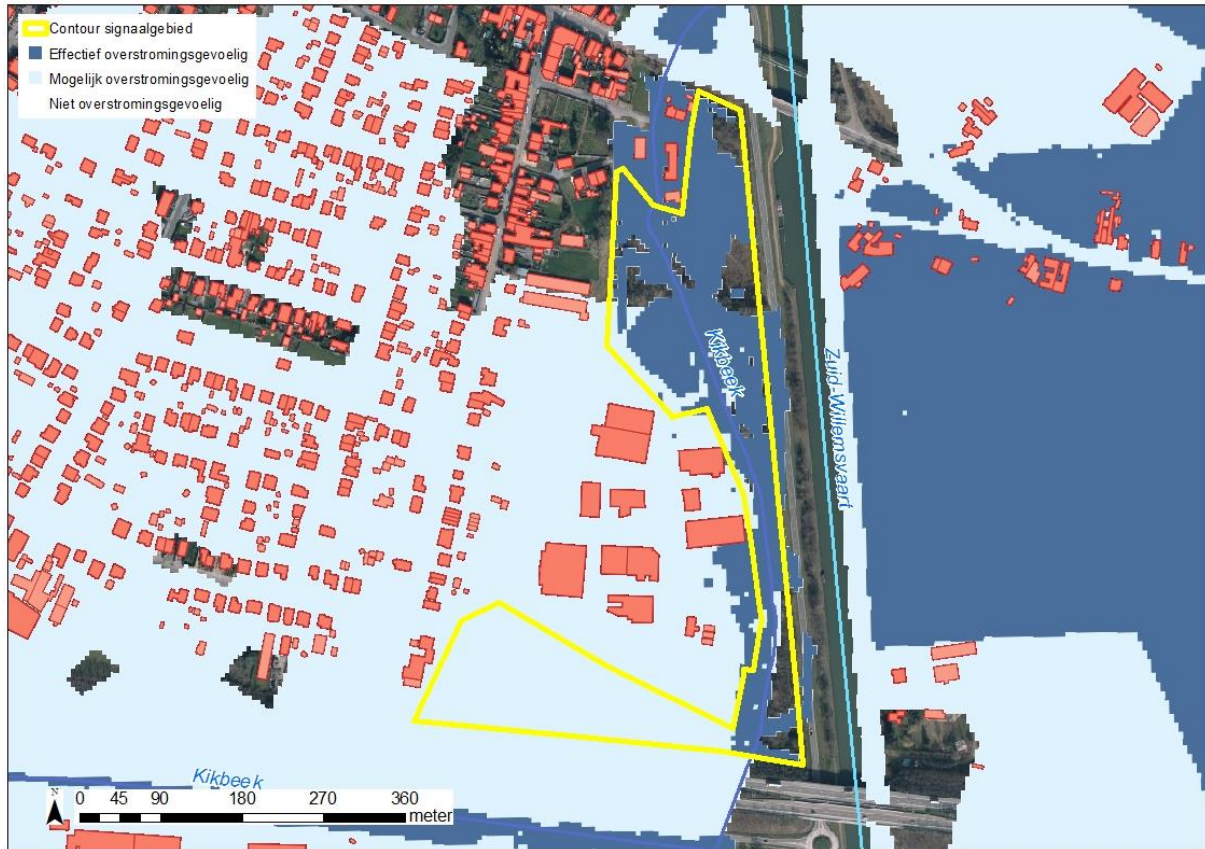 Contour signaalgebied
Effectief overstromingsgevoelig
Mogelijk overstromingsgevoelig
Niet overstromingsgevoelig
Kikbeek
Zuid-Willemsvaart
Kikbeek
N
0 45 90 180 270 360
meter